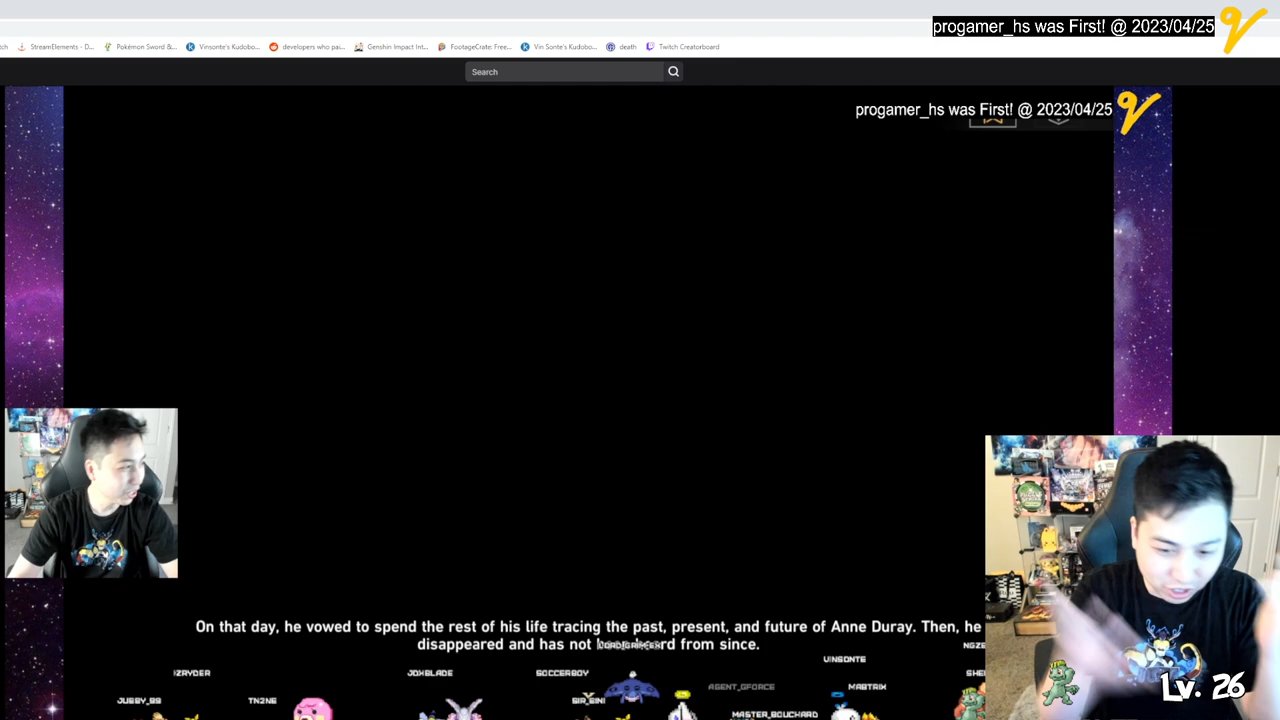 progamer_hs was First! @ 2023/04/25
StreamElements - D... Pokémon Sword &... Vinsonte's Kudobo... developers who pai... Genshin Impact Int... FootageCrate: Free... Vin Sonte's Kudobo... death Twitch Creatorboard
Search
progamer_hs was First! @ 2023/04/25
On that day, he vowed to spend the rest of his life tracing the past, present, and future of Anne Duray. Then, he
disappeared and has not heard from since.
VINSONTE
JOXBLADE SOCCERBOY
AGENT_GFORCE MABTRIX
JUBBY_89 TN2NE
MASTER_BOUCHARD
Lv. 26